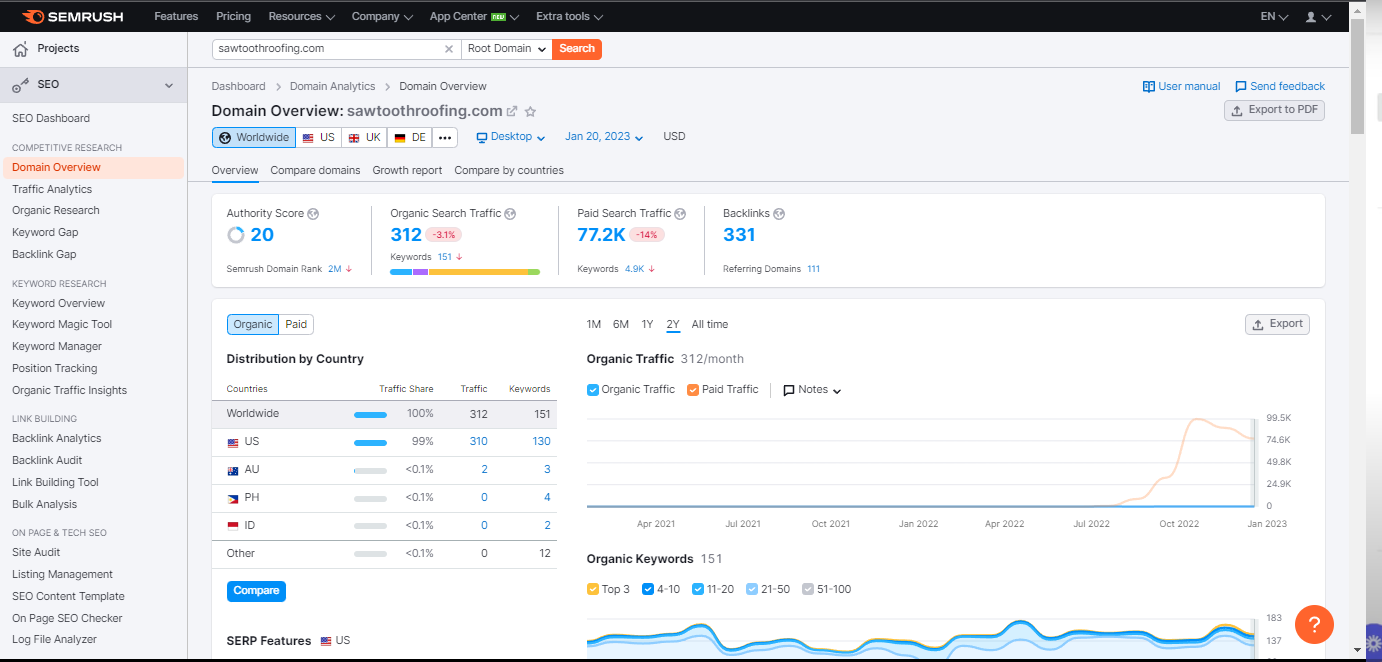 SEMRUSH Features Pricing Resources Company App Center NEW Extra tools EN
Projects
sawtoothroofing.com × Root Domain Search
SEO
SEO Dashboard
COMPETITIVE RESEARCH
Domain Overview
Traffic Analytics
Organic Research
Keyword Gap
Backlink Gap
KEYWORD RESEARCH
Keyword Overview
Keyword Magic Tool
Keyword Manager
Position Tracking
Organic Traffic Insights
LINK BUILDING
Backlink Analytics
Backlink Audit
Link Building Tool
Bulk Analysis
ON PAGE & TECH SEO
Site Audit
Listing Management
SEO Content Template
On Page SEO Checker
Log File Analyzer
Dashboard > Domain Analytics > Domain Overview
User manual Send feedback
Domain Overview: sawtoothroofing.com
Export to PDF
Worldwide US UK DE ••• Desktop Jan 20, 2023 USD
Overview Compare domains Growth report Compare by countries
Authority Score
20
Semrush Domain Rank 2M ↓
Organic Search Traffic
312 -3.1%
Keywords 151 ↓
Paid Search Traffic
77.2K -14%
Keywords 4.9K ↓
Backlinks
331
Referring Domains 111
Organic Paid
Distribution by Country
Countries Traffic Share Traffic Keywords
Worldwide 100% 312 151
US 99% 310 130
AU <0.1% 2 3
PH <0.1% 0 4
ID <0.1% 0 2
Other <0.1% 0 12
Compare
SERP Features US
1M 6M 1Y 2Y All time
Export
Organic Traffic 312/month
Organic Traffic Paid Traffic Notes
99.5K
74.6K
49.8K
24.9K
0
Apr 2021 Jul 2021 Oct 2021 Jan 2022 Apr 2022 Jul 2022 Oct 2022 Jan 2023
Organic Keywords 151
Top 3 4-10 11-20 21-50 51-100
183
137
?